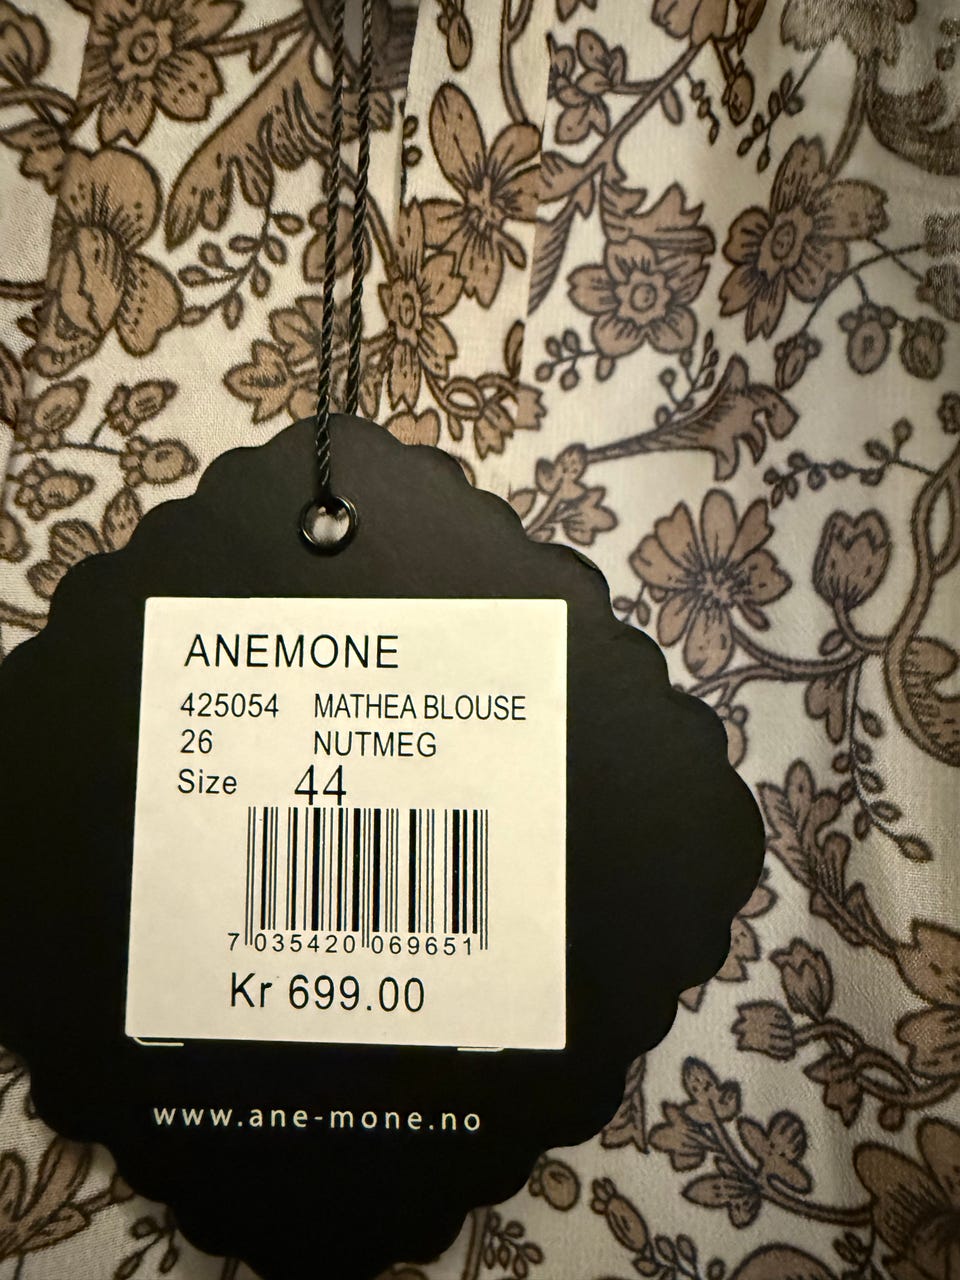 ANEMONE
425054 MATHEA BLOUSE
26 NUTMEG
Size 44
7 035420 069651
Kr 699.00
www.ane-mone.no